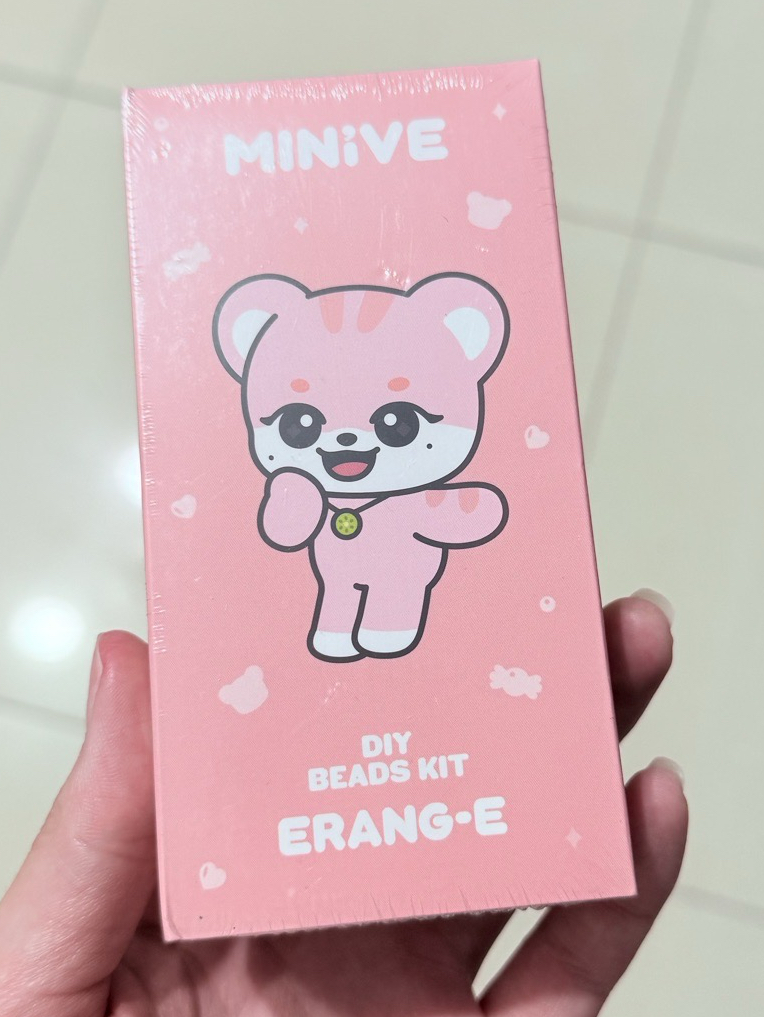 MINiVE
DIY
BEADS KIT
ERANG-E